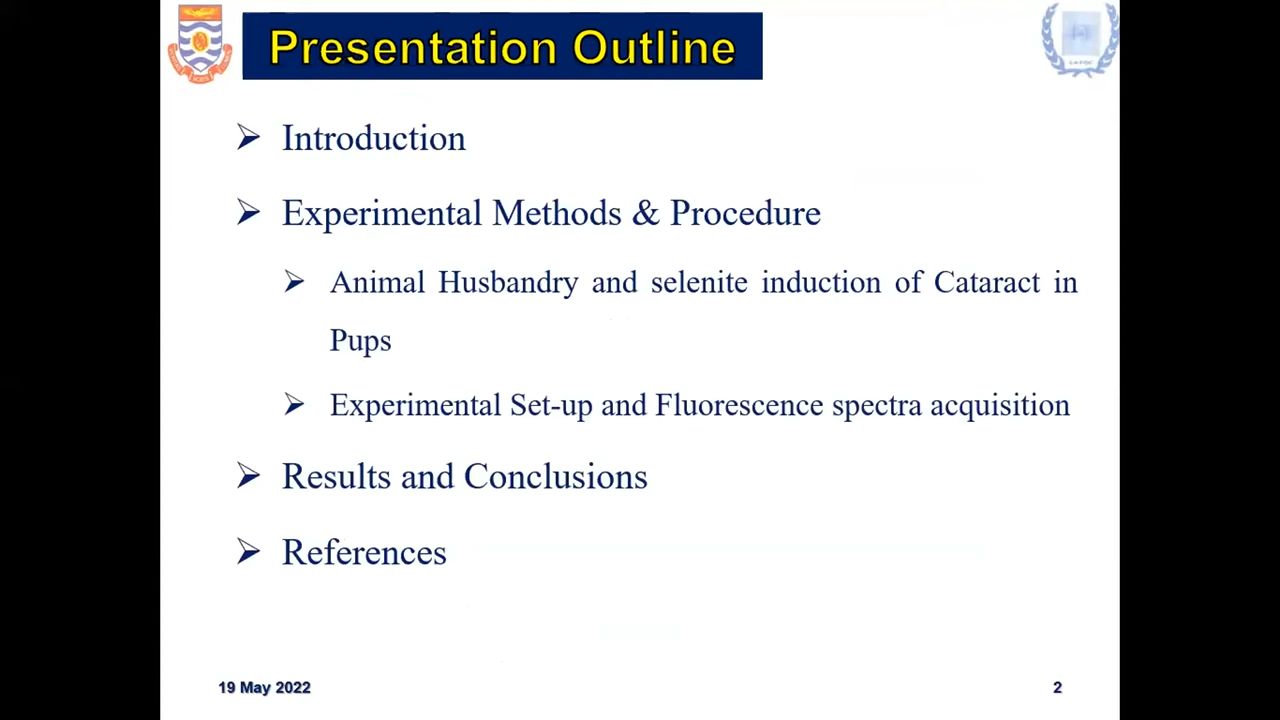 Presentation Outline
Introduction
Experimental Methods & Procedure
Animal Husbandry and selenite induction of Cataract in
Pups
Experimental Set-up and Fluorescence spectra acquisition
Results and Conclusions
References
19 May 2022
2